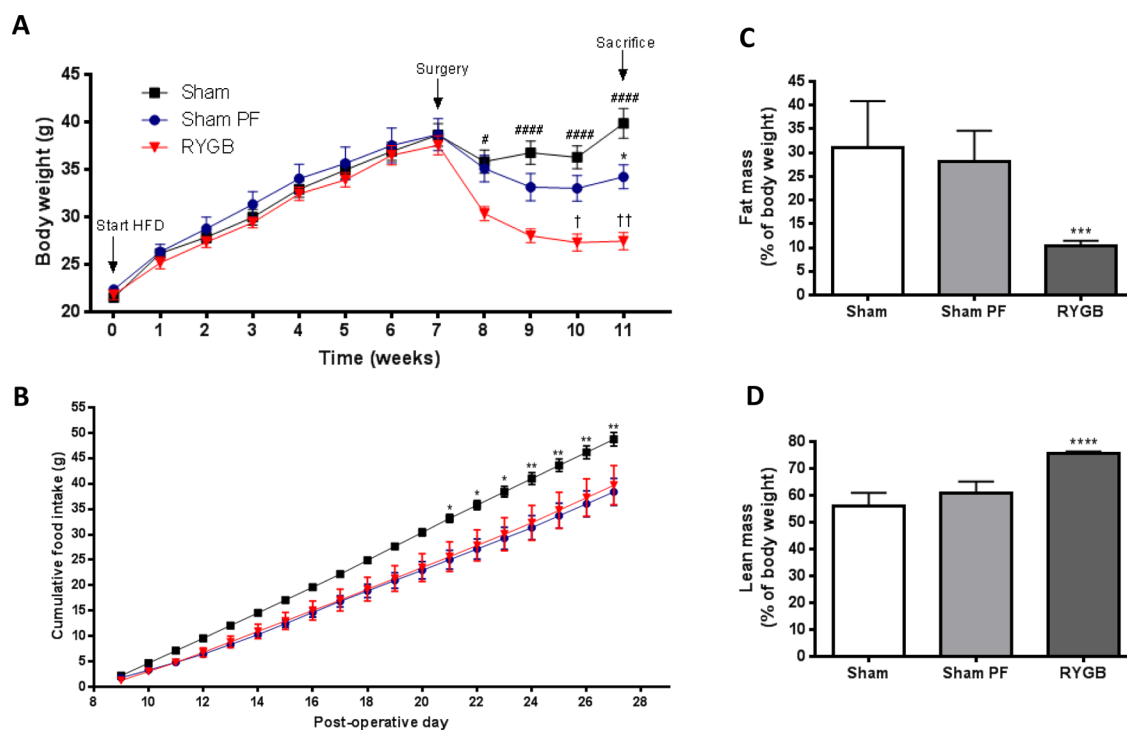 A
Sacrifice
Surgery
Start HFD
Sham
Sham PF
RYGB
# #### #### ####
*
† ††
45
40
35
30
25
20
Body weight (g)
0 1 2 3 4 5 6 7 8 9 10 11
Time (weeks)
B
55
50
45
40
35
30
25
20
15
10
5
0
Cumulative food intake (g)
* * * ** ** ** **
8 10 12 14 16 18 20 22 24 26 28
Post-operative day
C
45
40
35
30
25
20
15
10
5
0
Fat mass
(% of body weight)
***
Sham Sham PF RYGB
D
80
70
60
50
40
30
20
10
0
Lean mass
(% of body weight)
****
Sham Sham PF RYGB